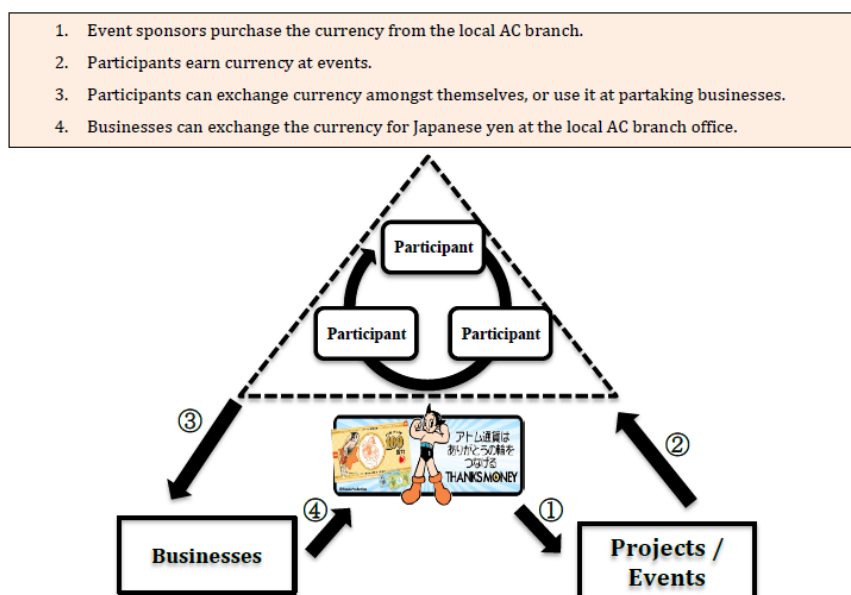 1. Event sponsors purchase the currency from the local AC branch.
2. Participants earn currency at events.
3. Participants can exchange currency amongst themselves, or use it at partaking businesses.
4. Businesses can exchange the currency for Japanese yen at the local AC branch office.
Participant
Participant
Participant
③
②
100
アトム通貨は
ありがとうの輪を
つなげる
THANKS MONEY
④
①
Businesses
Projects /
Events